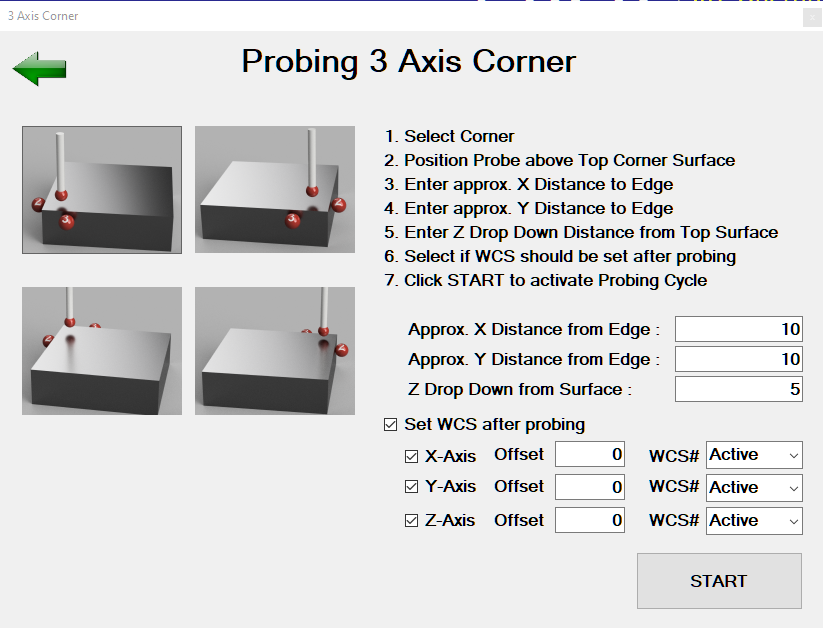 3 Axis Corner
Probing 3 Axis Corner
1. Select Corner
2. Position Probe above Top Corner Surface
3. Enter approx. X Distance to Edge
4. Enter approx. Y Distance to Edge
5. Enter Z Drop Down Distance from Top Surface
6. Select if WCS should be set after probing
7. Click START to activate Probing Cycle
Approx. X Distance from Edge : 10
Approx. Y Distance from Edge : 10
Z Drop Down from Surface : 5
Set WCS after probing
X-Axis Offset 0 WCS# Active
Y-Axis Offset 0 WCS# Active
Z-Axis Offset 0 WCS# Active
START